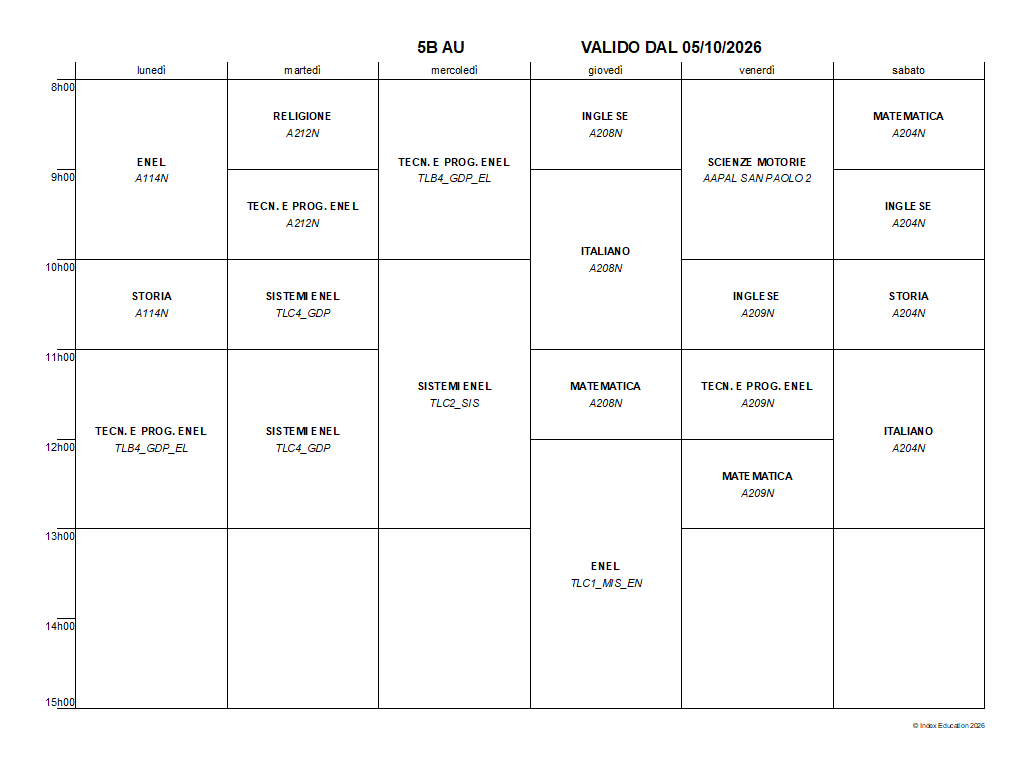 5B AU VALIDO DAL 05/10/2026
lunedì martedì mercoledì giovedì venerdì sabato
8h00
RELIGIONE INGLESE MATEMATICA
A212N A208N A204N
ENEL TECN. E PROG. ENEL SCIENZE MOTORIE
9h00
A114N TLB4_GDP_EL AAPAL SAN PAOLO 2
TECN. E PROG. ENEL INGLESE
A212N A204N
ITALIANO
10h00
A208N
STORIA SISTEMI ENEL INGLESE STORIA
A114N TLC4_GDP A209N A204N
11h00
SISTEMI ENEL MATEMATICA TECN. E PROG. ENEL
TLC2_SIS A208N A209N
TECN. E PROG. ENEL SISTEMI ENEL ITALIANO
12h00
TLB4_GDP_EL TLC4_GDP A204N
MATEMATICA
A209N
13h00
ENEL
TLC1_MIS_EN
14h00
15h00
© Index Education 2026